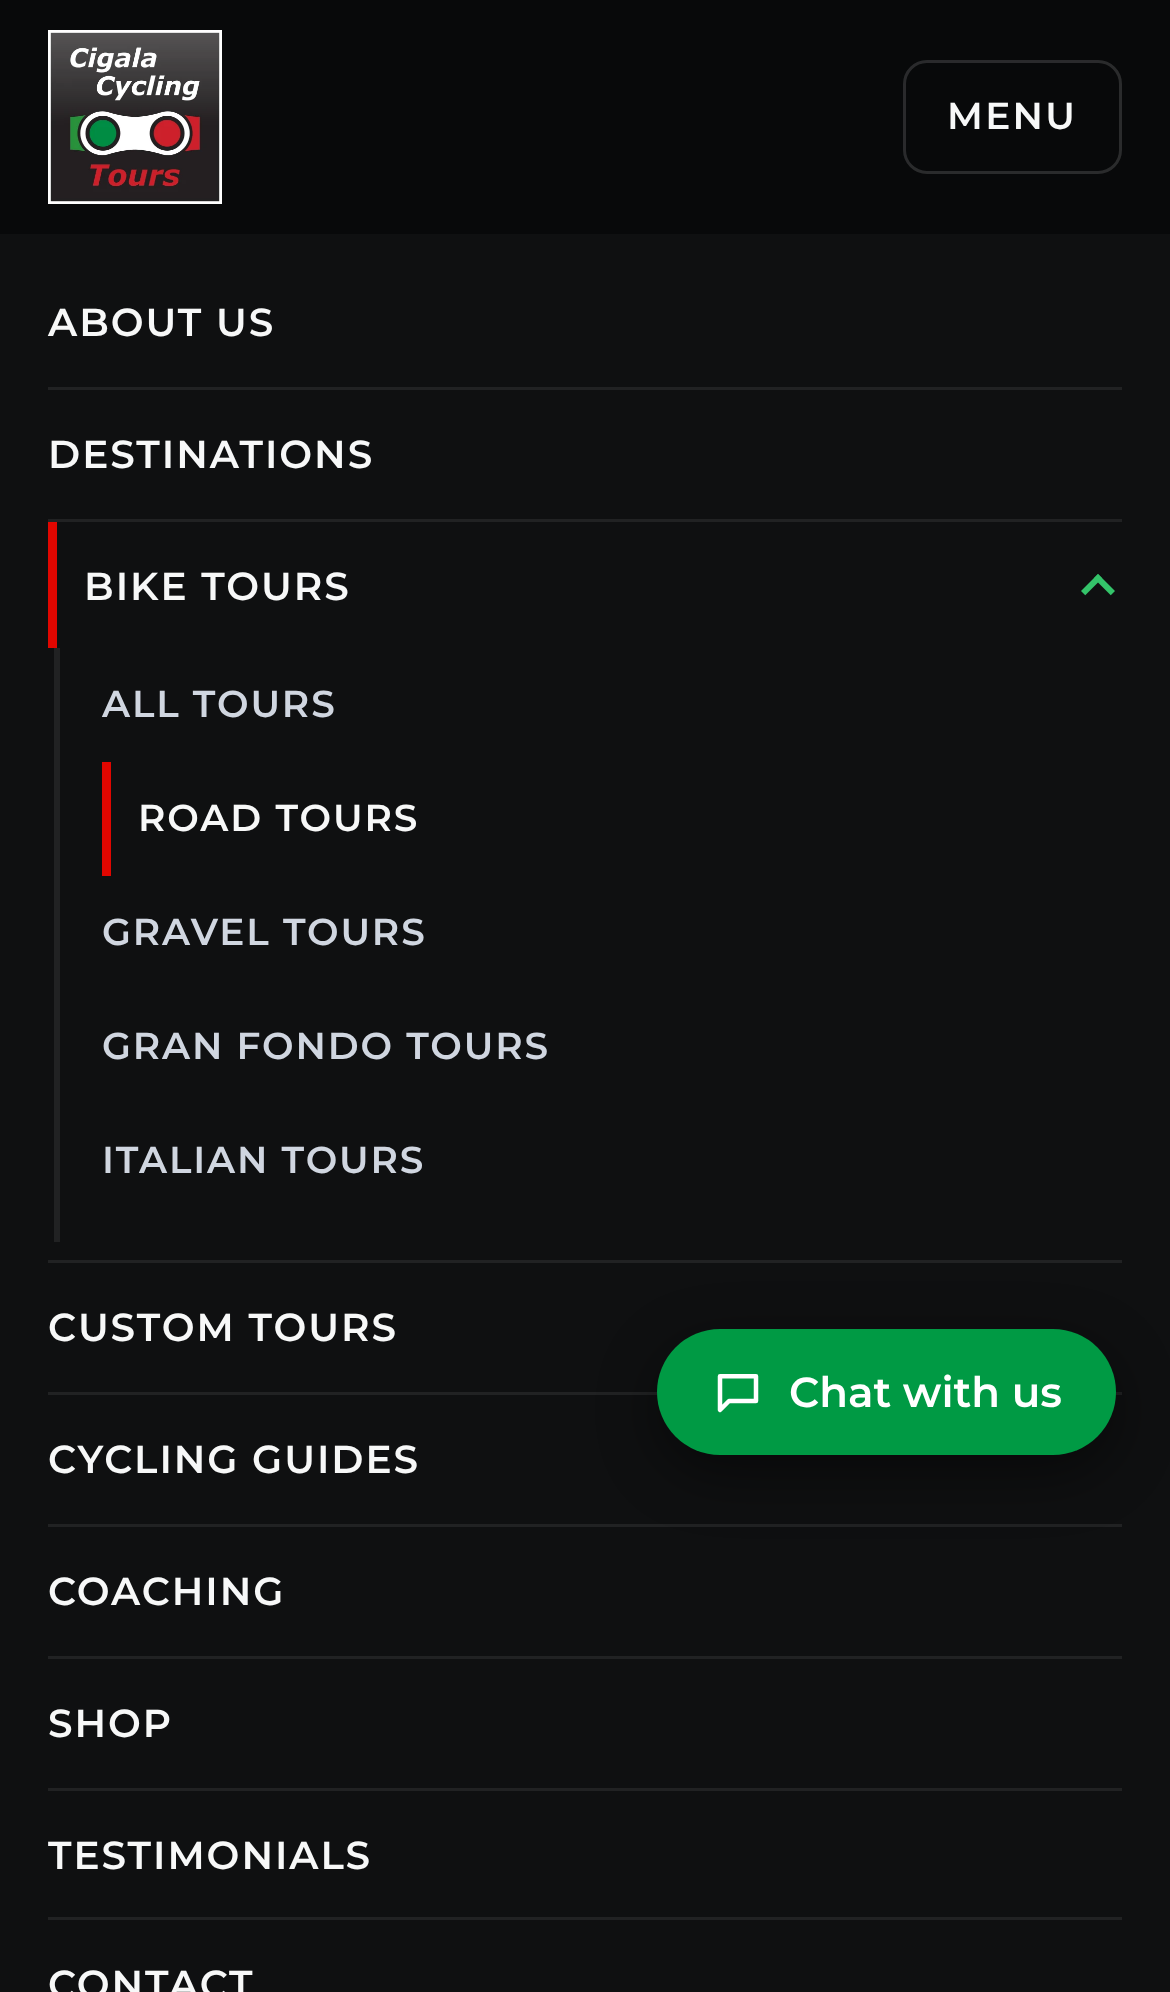 Cigala
Cycling
Tours
MENU
ABOUT US
DESTINATIONS
BIKE TOURS
ALL TOURS
ROAD TOURS
GRAVEL TOURS
GRAN FONDO TOURS
ITALIAN TOURS
CUSTOM TOURS
Chat with us
CYCLING GUIDES
COACHING
SHOP
TESTIMONIALS
CONTACT